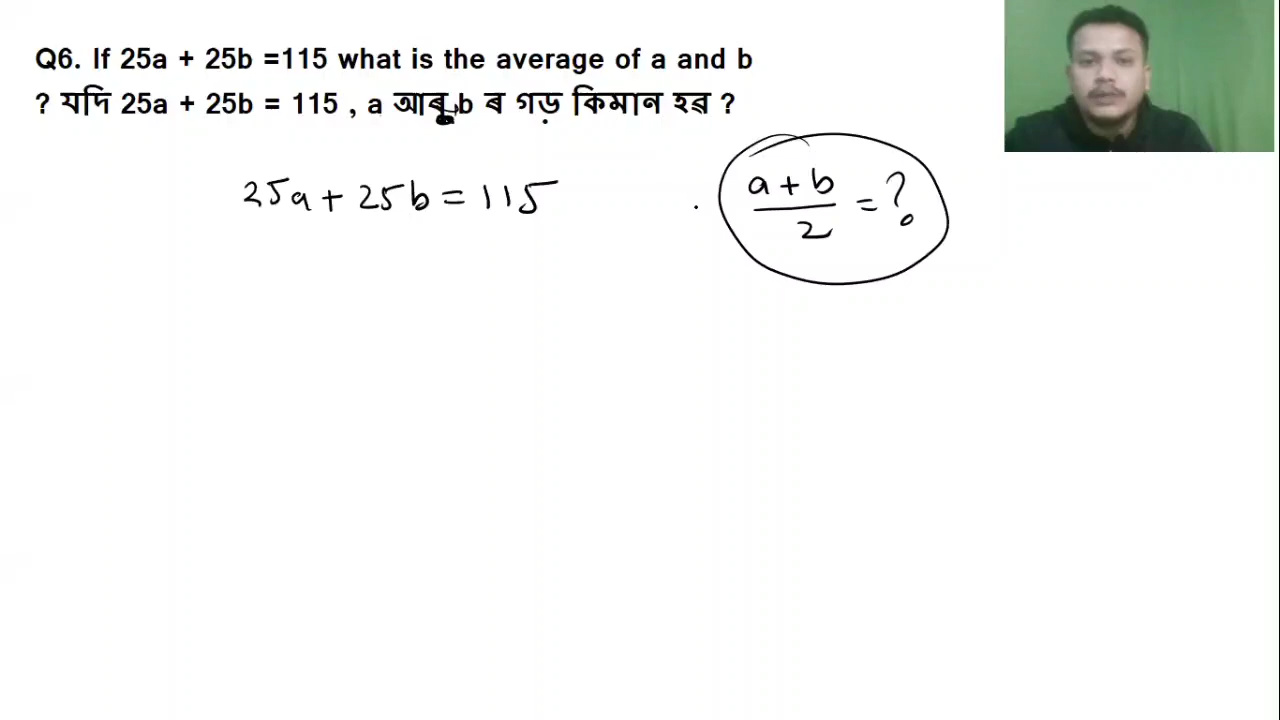 Q6. If 25a + 25b =115 what is the average of a and b
? যদি 25a + 25b = 115 , a আৰু b ৰ গড় কিমান হৱ ?
25a + 25b = 115
a + b
2
= ?